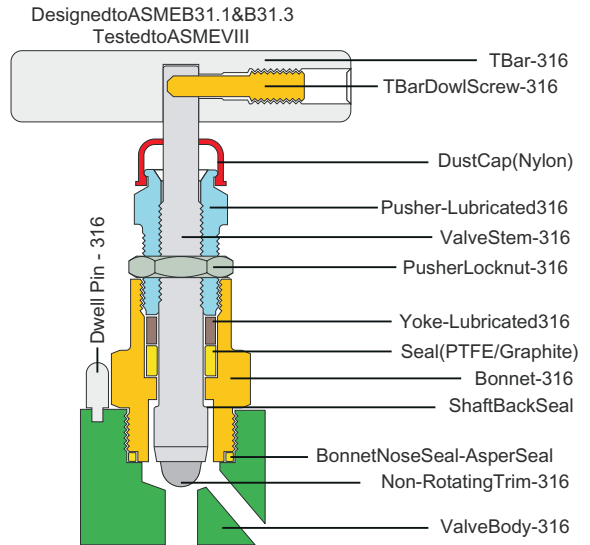 DesignedtoASMEB31.1&B31.3
TestedtoASMEVIII
TBar-316
TBarDowlScrew-316
DustCap(Nylon)
Pusher-Lubricated316
ValveStem-316
PusherLocknut-316
Dwell Pin - 316
Yoke-Lubricated316
Seal(PTFE/Graphite)
Bonnet-316
ShaftBackSeal
BonnetNoseSeal-AsperSeal
Non-RotatingTrim-316
ValveBody-316